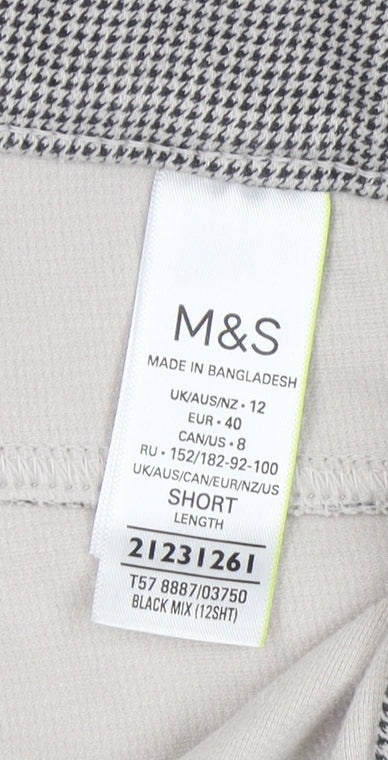 M&S
MADE IN BANGLADESH
UK/AUS/NZ • 12
EUR • 40
CAN/US • 8
RU • 152/182-92-100
UK/AUS/CAN/EUR/NZ/US
SHORT
LENGTH
21231261
T57 8887/03750
BLACK MIX (12SHT)